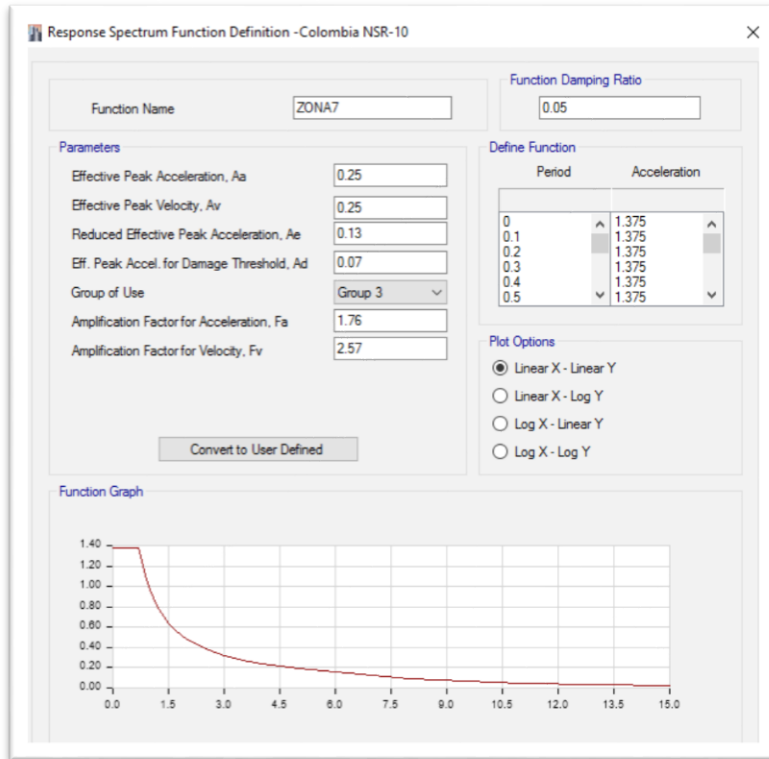 Response Spectrum Function Definition -Colombia NSR-10
Function Name
ZONA7
Function Damping Ratio
0.05
Parameters
Effective Peak Acceleration, Aa
0.25
Effective Peak Velocity, Av
0.25
Reduced Effective Peak Acceleration, Ae
0.13
Eff. Peak Accel. for Damage Threshold, Ad
0.07
Group of Use
Group 3
Amplification Factor for Acceleration, Fa
1.76
Amplification Factor for Velocity, Fv
2.57
Convert to User Defined
Define Function
Period Acceleration
0 1.375
0.1 1.375
0.2 1.375
0.3 1.375
0.4 1.375
0.5 1.375
Plot Options
Linear X - Linear Y
Linear X - Log Y
Log X - Linear Y
Log X - Log Y
Function Graph
1.40
1.20
1.00
0.80
0.60
0.40
0.20
0.00
0.0 1.5 3.0 4.5 6.0 7.5 9.0 10.5 12.0 13.5 15.0